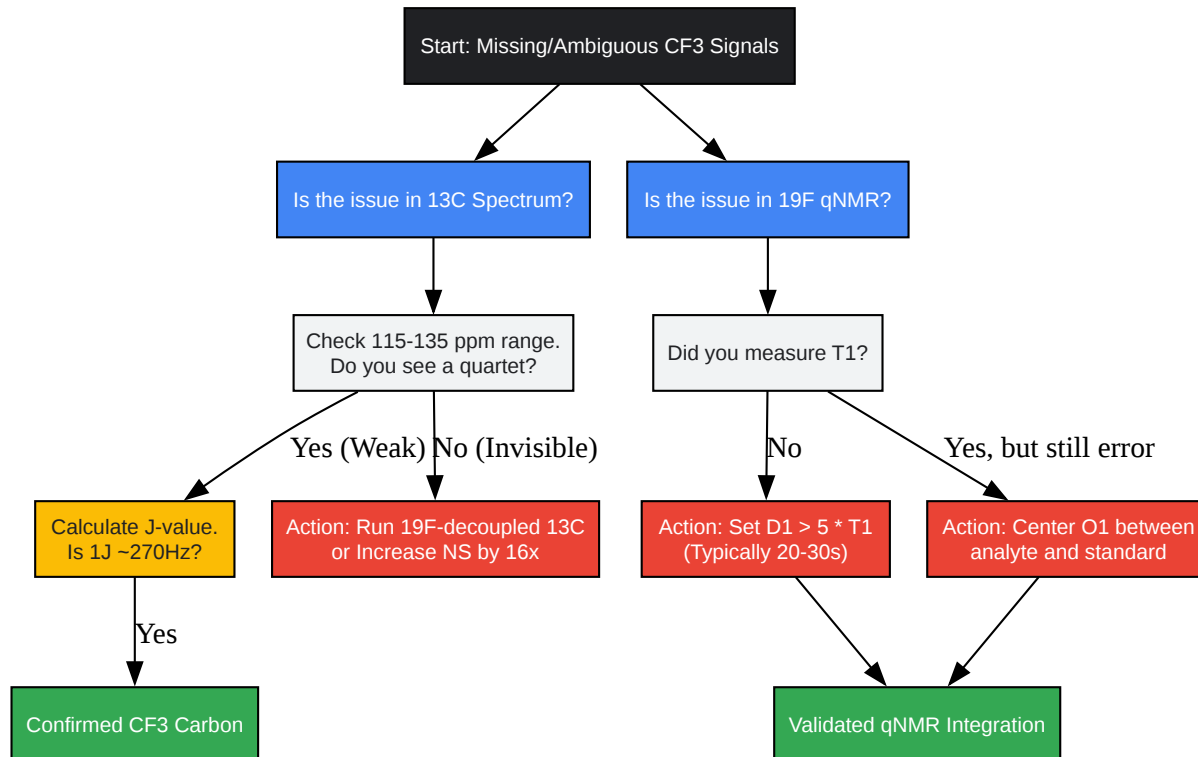 Start: Missing/Ambiguous CF3 Signals
Is the issue in 13C Spectrum?
Is the issue in 19F qNMR?
Check 115-135 ppm range.
Do you see a quartet?
Did you measure T1?
Yes (Weak)
No (Invisible)
No
Yes, but still error
Calculate J-value.
Is 1J ~270Hz?
Action: Run 19F-decoupled 13C
or Increase NS by 16x
Action: Set D1 > 5 * T1
(Typically 20-30s)
Action: Center O1 between
analyte and standard
Yes
Confirmed CF3 Carbon
Validated qNMR Integration